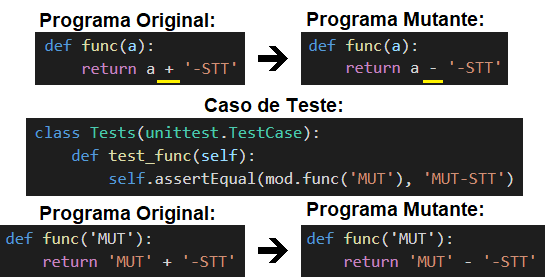 Programa Original: Programa Mutante:
def func(a): def func(a):
return a + '-STT' return a - '-STT'
Caso de Teste:
class Tests(unittest.TestCase):
def test_func(self):
self.assertEqual(mod.func('MUT'), 'MUT-STT')
Programa Original: Programa Mutante:
def func('MUT'): def func('MUT'):
return 'MUT' + '-STT' return 'MUT' - '-STT'